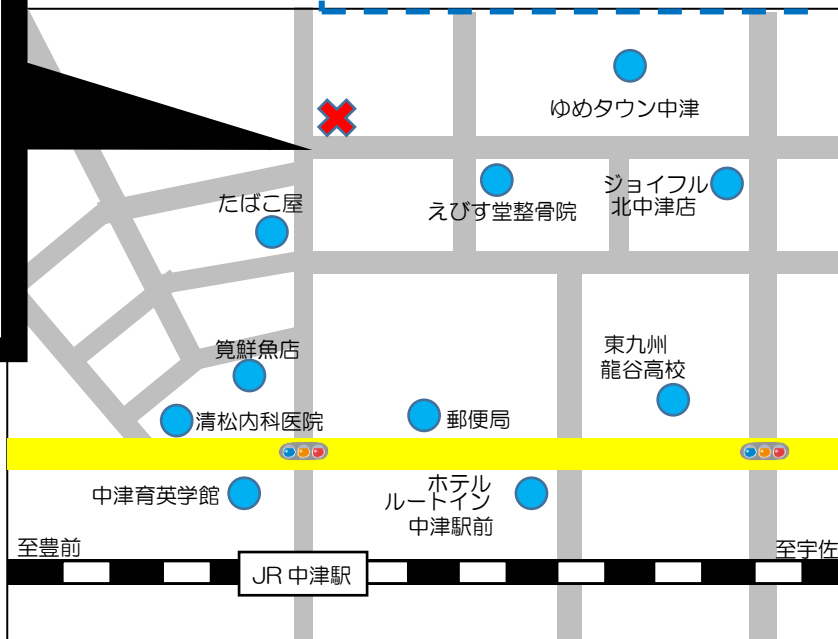 ゆめタウン中津
たばこ屋
えびす堂整骨院
ジョイフル
北中津店
筧鮮魚店
東九州
龍谷高校
清松内科医院
郵便局
中津育英学館
ホテル
ルートイン
中津駅前
至豊前
至宇佐
JR 中津駅